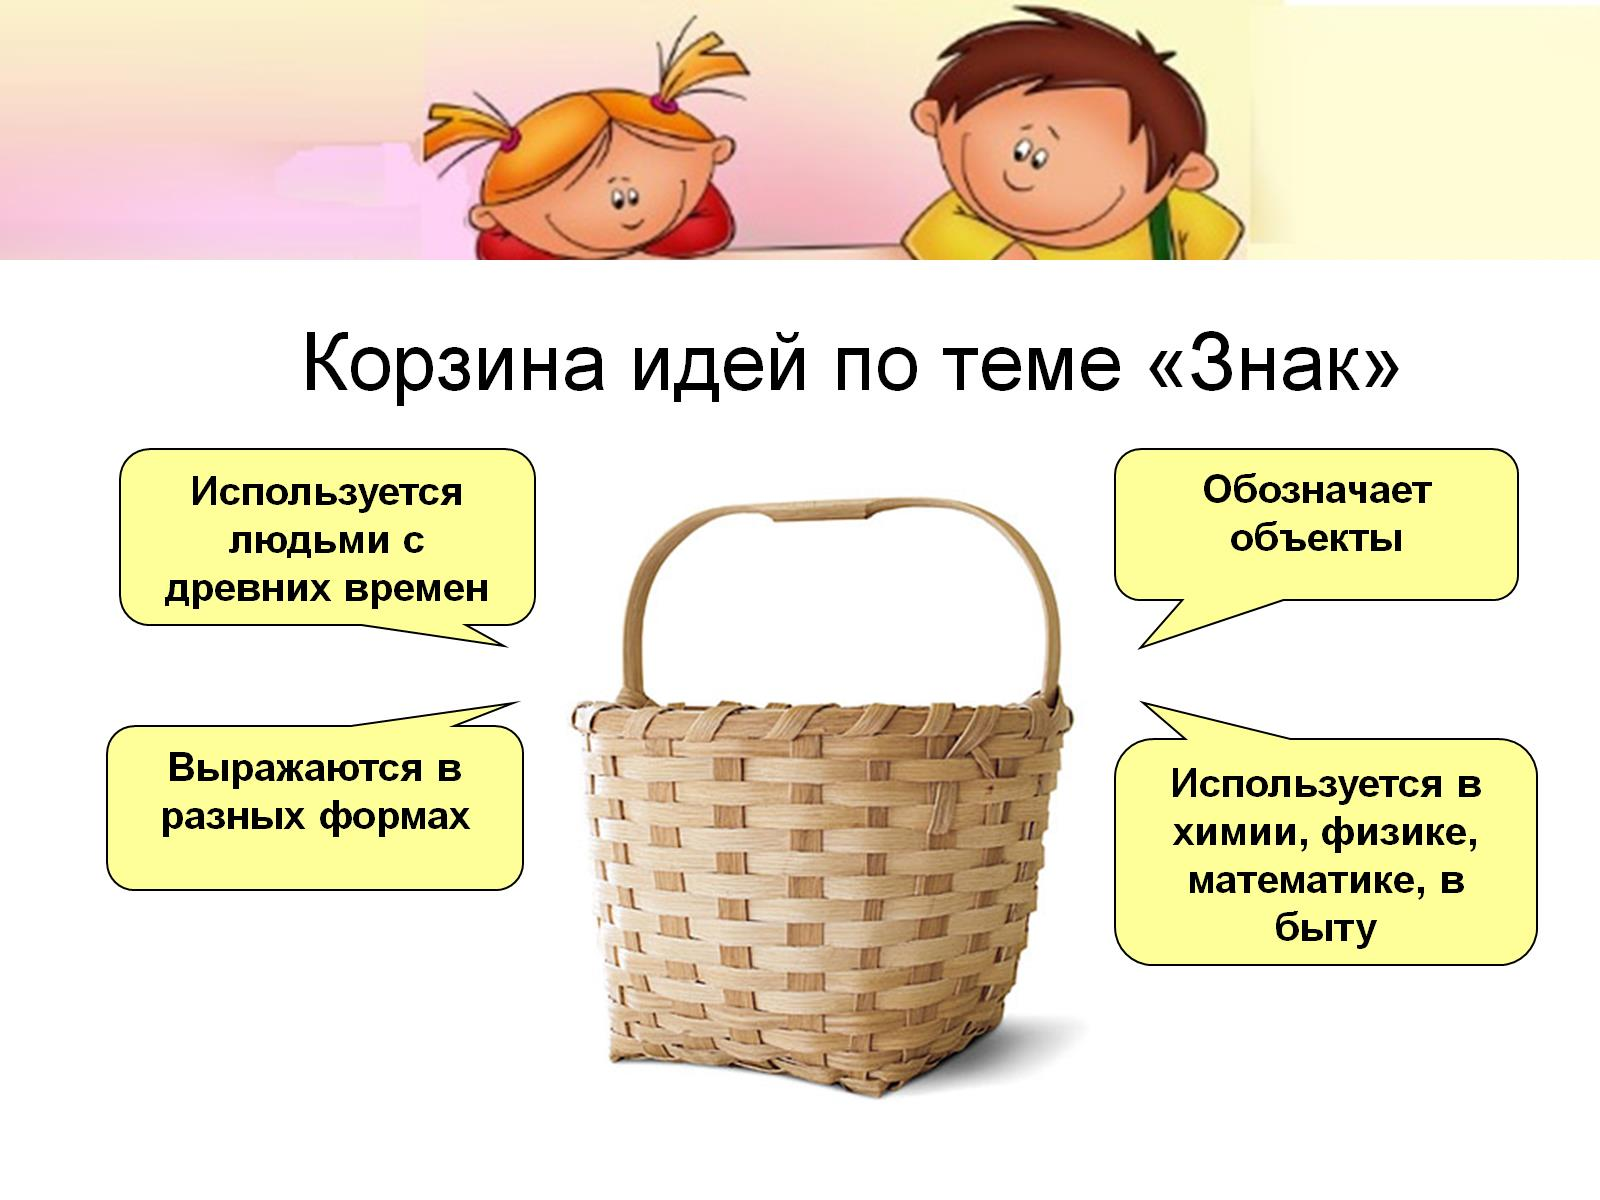 Корзина идей по теме «Знак»
Используется
людьми с
древних времен
Обозначает
объекты
Выражаются в
разных формах
Используется в
химии, физике,
математике, в
быту